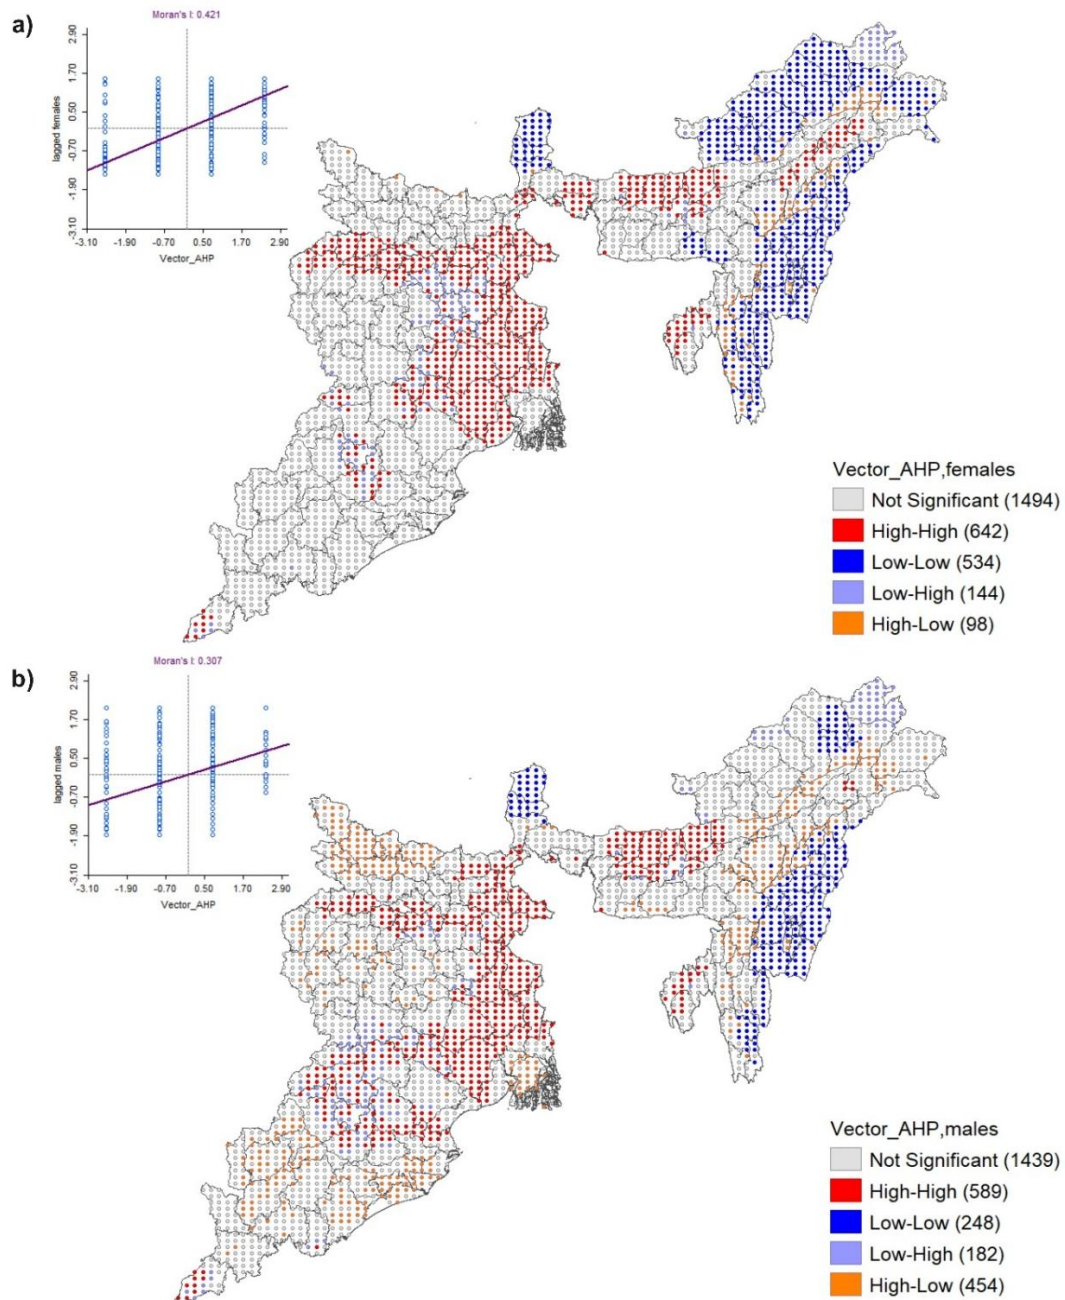 a)
Moran's I: 0.421
2.90
1.70
0.50
-0.70
-1.90
-3.10
lagged females
-3.10 -1.90 -0.70 0.50 1.70 2.90
Vector_AHP
Vector_AHP,females
Not Significant (1494)
High-High (642)
Low-Low (534)
Low-High (144)
High-Low (98)
b)
Moran's I: 0.307
2.90
1.70
0.50
-0.70
-1.90
-3.10
lagged males
-3.10 -1.90 -0.70 0.50 1.70 2.90
Vector_AHP
Vector_AHP,males
Not Significant (1439)
High-High (589)
Low-Low (248)
Low-High (182)
High-Low (454)